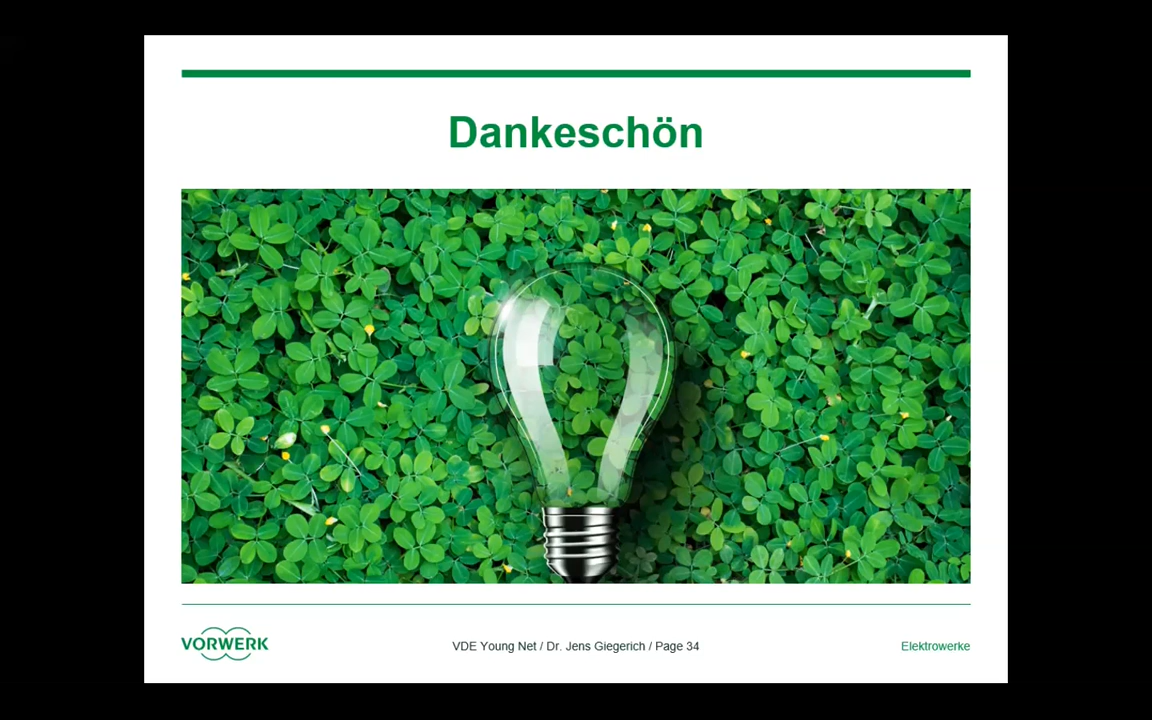 Dankeschön
VORWERK
VDE Young Net / Dr. Jens Giegerich / Page 34
Elektrowerke